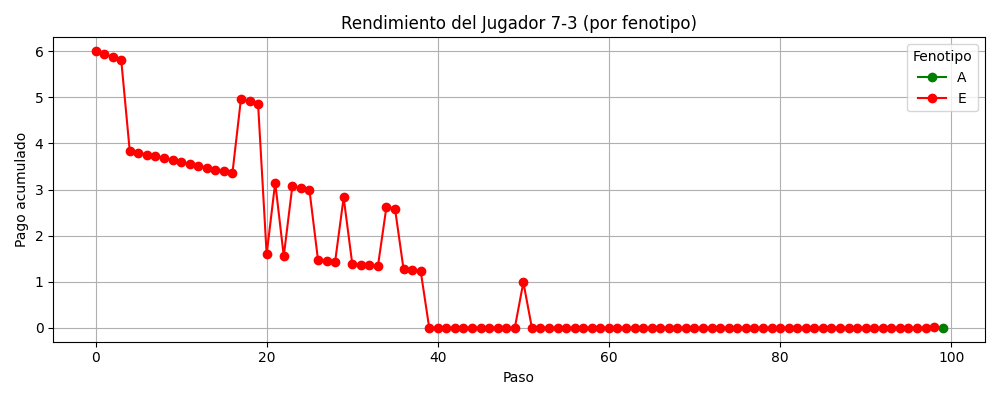 Rendimiento del Jugador 7-3 (por fenotipo)
Fenotipo
A
E
Pago acumulado
6
5
4
3
2
1
0
0 20 40 60 80 100
Paso